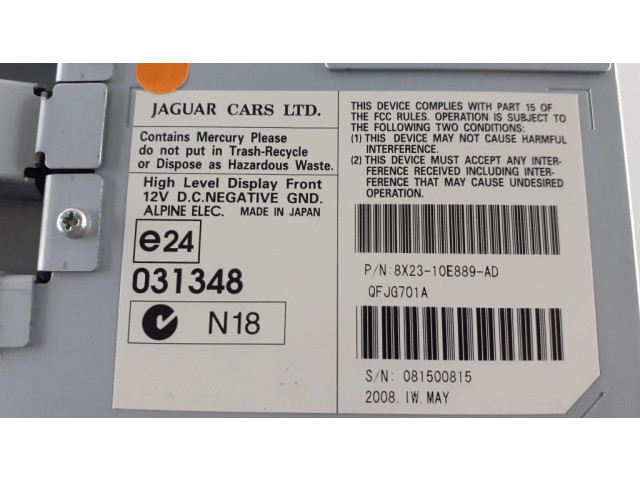 JAGUAR CARS LTD.
Contains Mercury Please
do not put in Trash-Recycle
or Dispose as Hazardous Waste.
High Level Display Front
12V D.C.NEGATIVE GND.
ALPINE ELEC. MADE IN JAPAN
e24
031348
N18
THIS DEVICE COMPLIES WITH PART 15 OF
THE FCC RULES. OPERATION IS SUBJECT TO
THE FOLLOWING TWO CONDITIONS:
(1) THIS DEVICE MAY NOT CAUSE HARMFUL
INTERFERENCE.
(2) THIS DEVICE MUST ACCEPT ANY INTER-
FERENCE RECEIVED INCLUDING INTER-
FERENCE THAT MAY CAUSE UNDESIRED
OPERATION.
P/N:8X23-10E889-AD
QFJG701A
S/N: 081500815
2008. IW. MAY